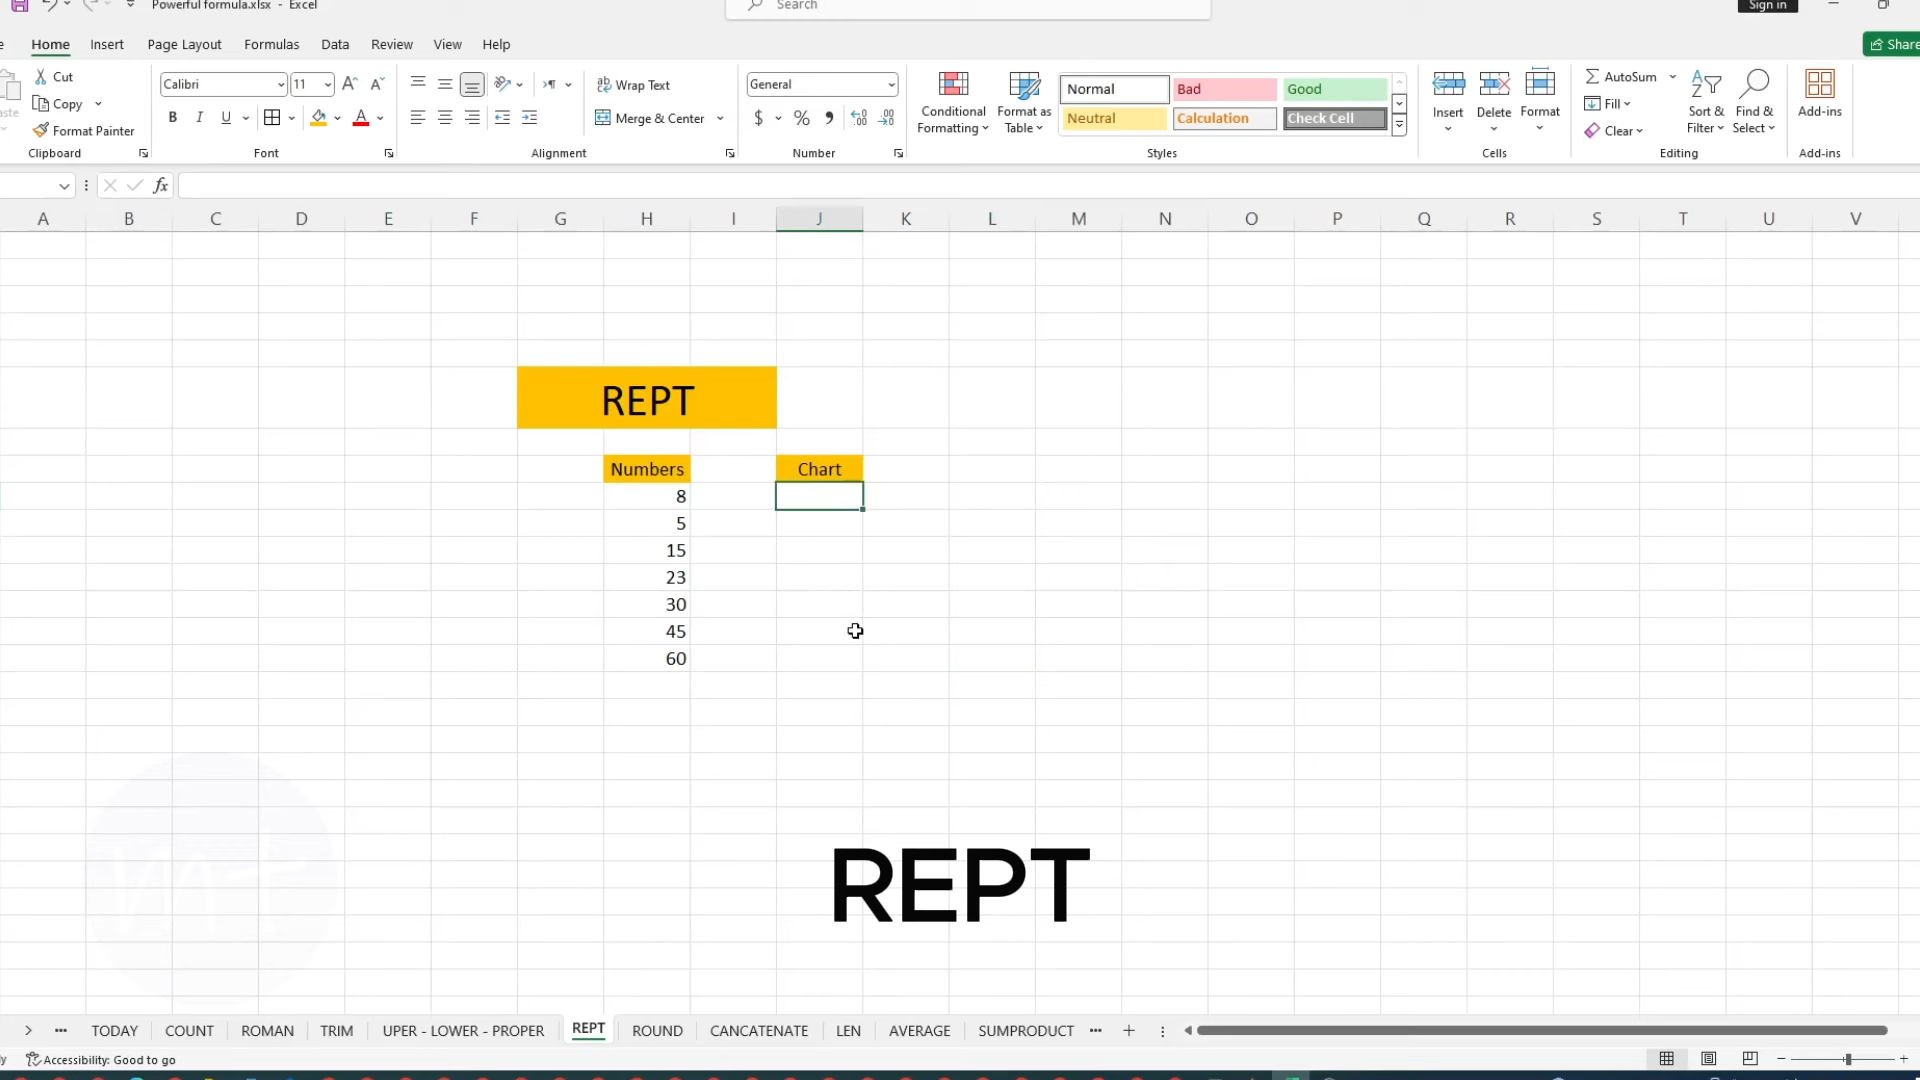 Powerful formula.xlsx - Excel
Search
Sign in
Home Insert Page Layout Formulas Data Review View Help
Share
Cut
Copy
Format Painter
Clipboard
Calibri 11
B I U
Font
Wrap Text
Merge & Center
Alignment
General
$ % ,
Number
Conditional Formatting
Format as Table
Normal Bad Good
Neutral Calculation Check Cell
Styles
Insert Delete Format
Cells
AutoSum
Fill
Clear
Sort & Filter
Find & Select
Editing
Add-ins
Add-ins
fx
A B C D E F G H I J K L M N O P Q R S T U V
REPT
Numbers Chart
8
5
15
23
30
45
60
REPT
TODAY COUNT ROMAN TRIM UPER - LOWER - PROPER REPT ROUND CANCATENATE LEN AVERAGE SUMPRODUCT
Accessibility: Good to go